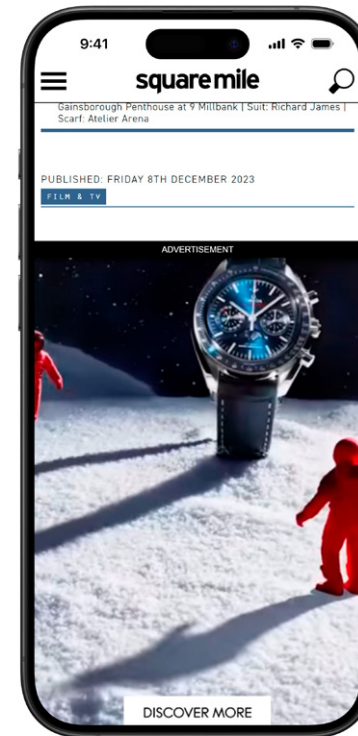 9:41
square mile
Gainsborough Penthouse at 9 Millbank | Suit: Richard James |
Scarf: Atelier Arena
PUBLISHED: FRIDAY 8TH DECEMBER 2023
FILM & TV
ADVERTISEMENT
DISCOVER MORE